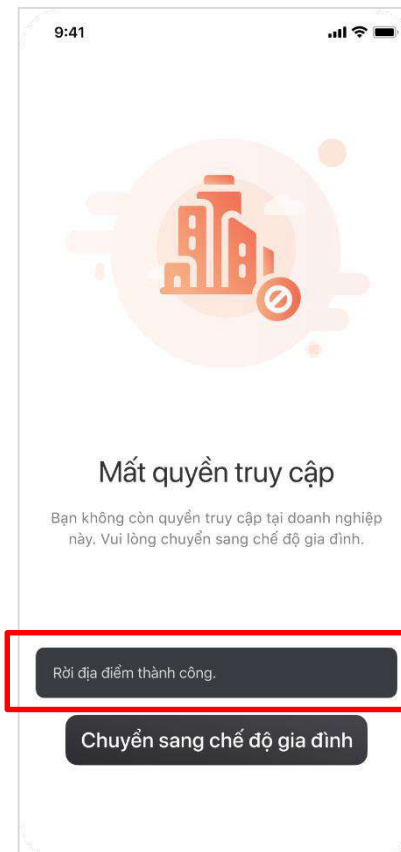 9:41
Mất quyền truy cập
Bạn không còn quyền truy cập tại doanh nghiệp
này. Vui lòng chuyển sang chế độ gia đình.
Rời địa điểm thành công.
Chuyển sang chế độ gia đình